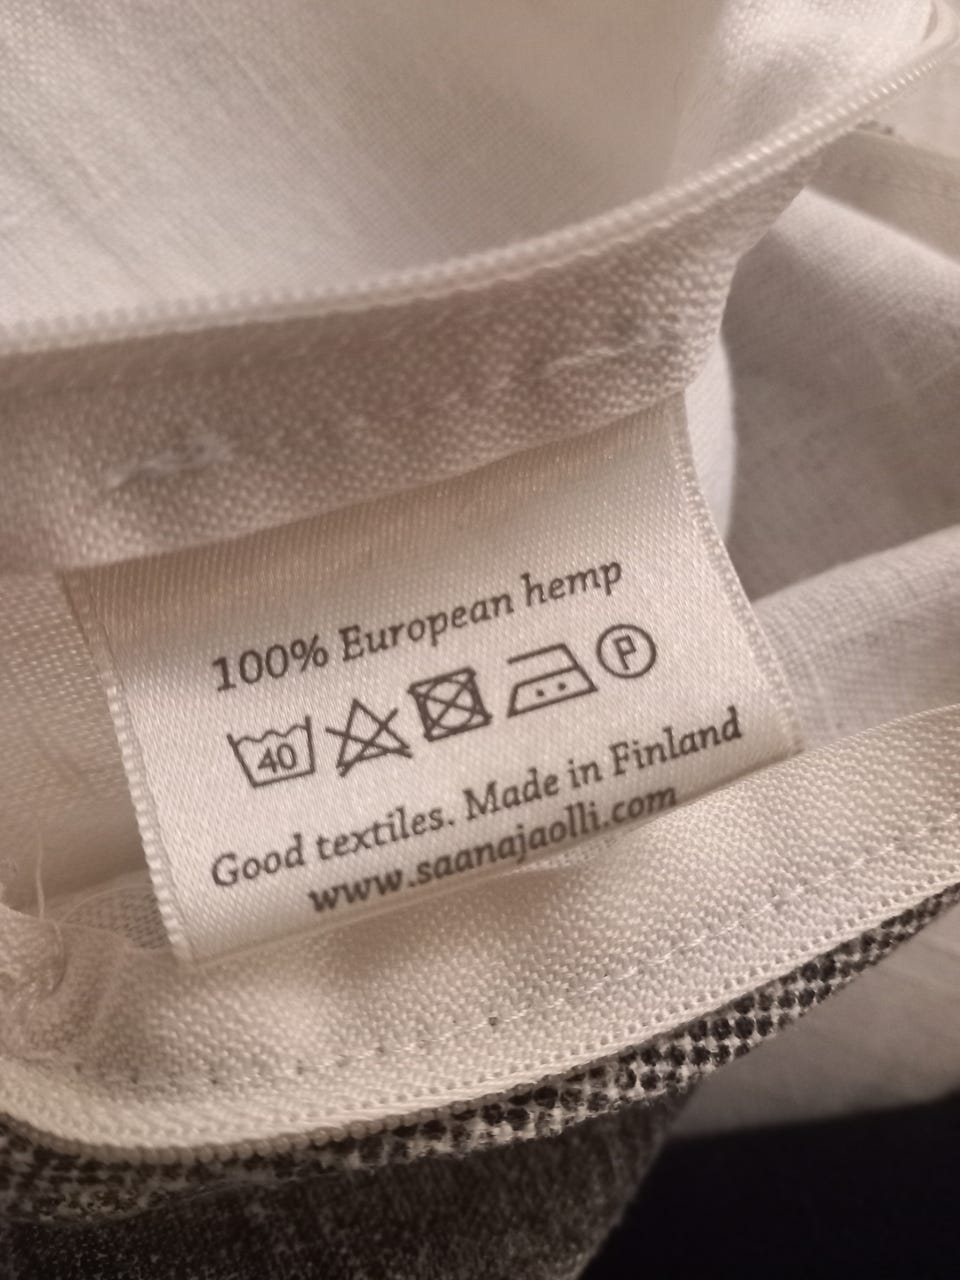 100% European hemp
40 P
Good textiles. Made in Finland
www.saanajaolli.com